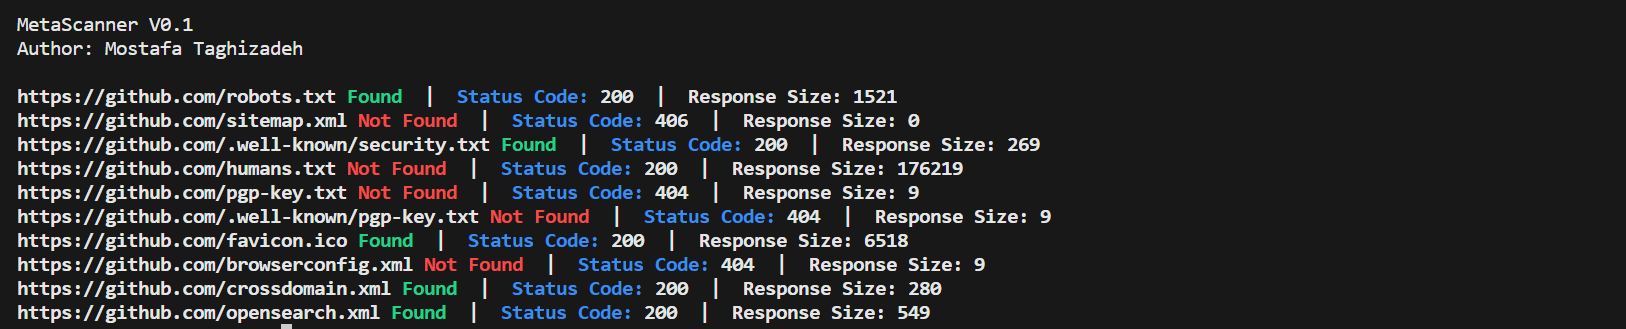 MetaScanner V0.1
Author: Mostafa Taghizadeh
https://github.com/robots.txt Found | Status Code: 200 | Response Size: 1521
https://github.com/sitemap.xml Not Found | Status Code: 406 | Response Size: 0
https://github.com/.well-known/security.txt Found | Status Code: 200 | Response Size: 269
https://github.com/humans.txt Not Found | Status Code: 200 | Response Size: 176219
https://github.com/pgp-key.txt Not Found | Status Code: 404 | Response Size: 9
https://github.com/.well-known/pgp-key.txt Not Found | Status Code: 404 | Response Size: 9
https://github.com/favicon.ico Found | Status Code: 200 | Response Size: 6518
https://github.com/browserconfig.xml Not Found | Status Code: 404 | Response Size: 9
https://github.com/crossdomain.xml Found | Status Code: 200 | Response Size: 280
https://github.com/opensearch.xml Found | Status Code: 200 | Response Size: 549